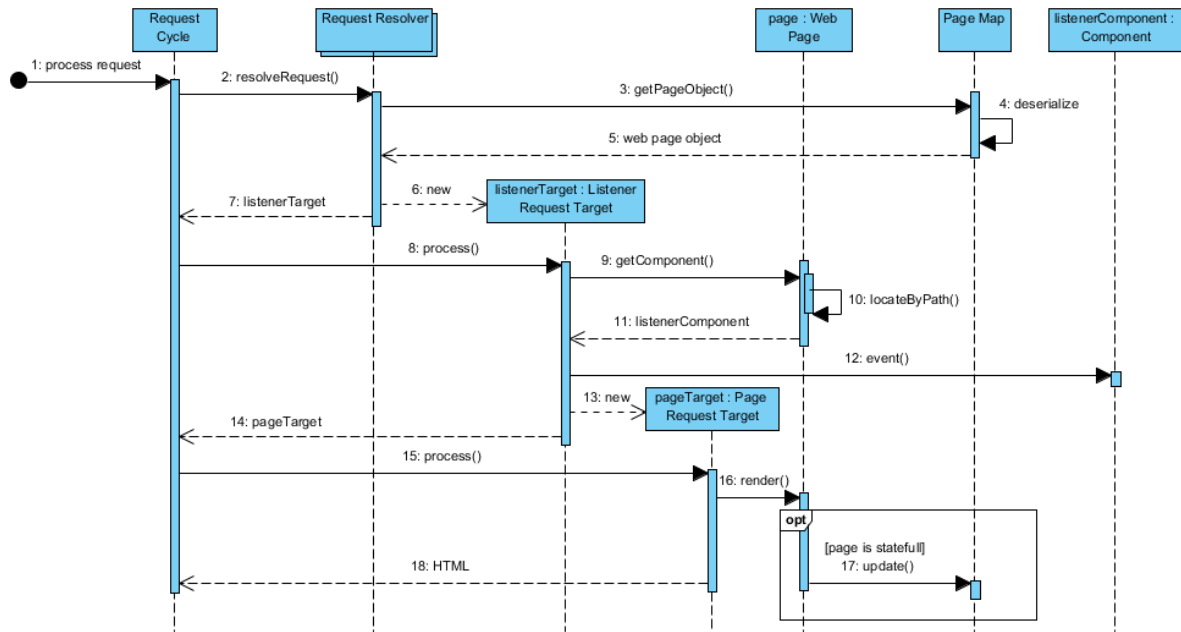 Request
Cycle
Request Resolver
page : Web
Page
Page Map
listenerComponent :
Component
1: process request
2: resolveRequest()
3: getPageObject()
4: deserialize
5: web page object
6: new
listenerTarget : Listener
Request Target
7: listenerTarget
8: process()
9: getComponent()
10: locateByPath()
11: listenerComponent
12: event()
13: new
pageTarget : Page
Request Target
14: pageTarget
15: process()
16: render()
opt
[page is statefull]
17: update()
18: HTML